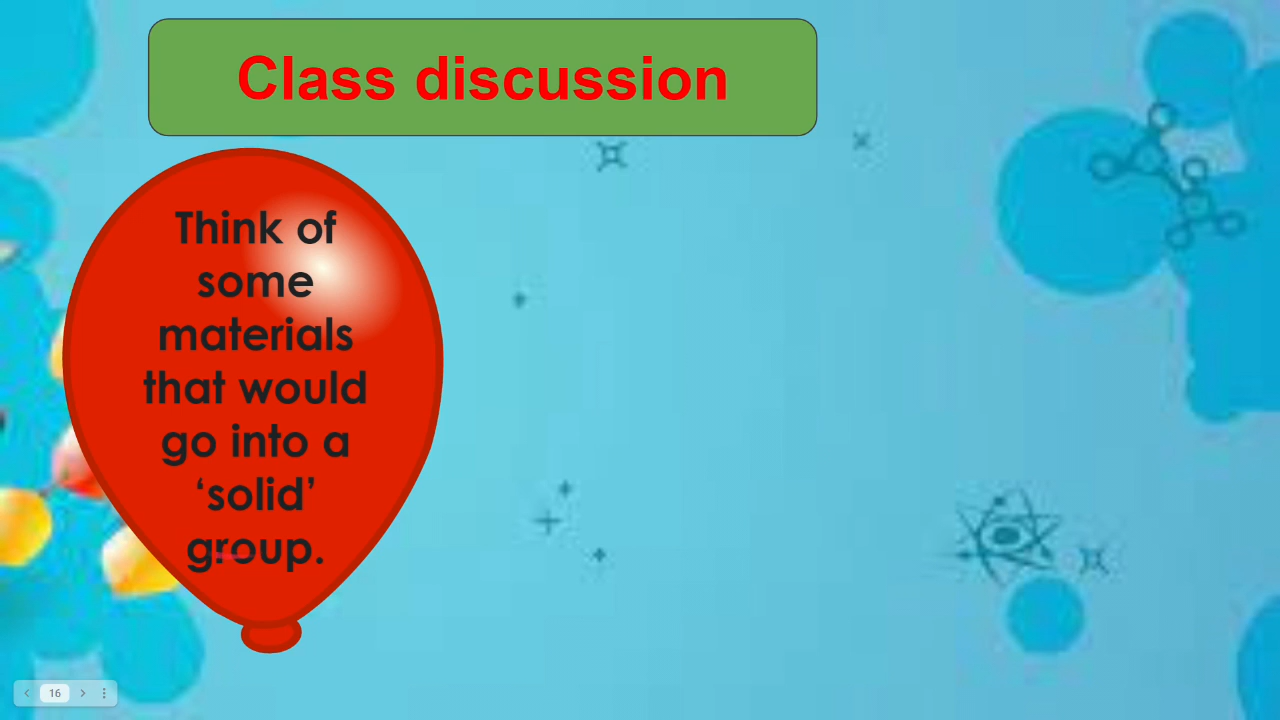 Class discussion
Think of
some
materials
that would
go into a
‘solid’
group.
16